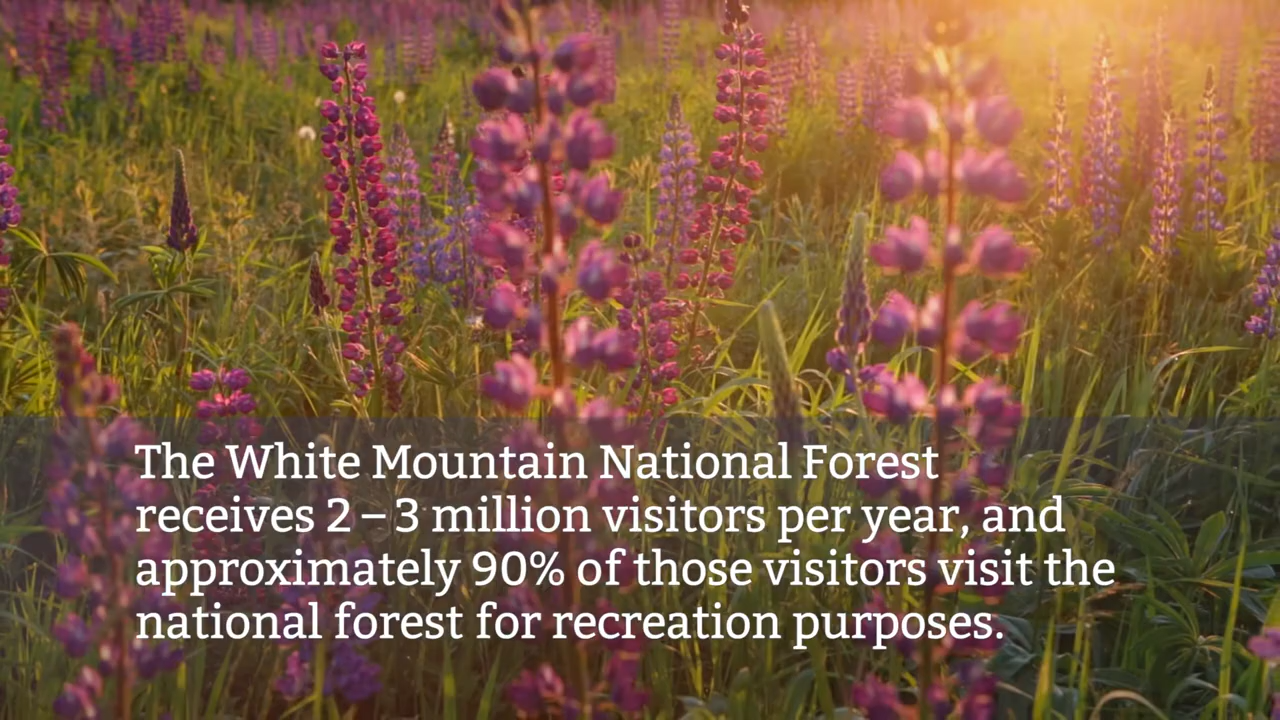 The White Mountain National Forest
receives 2 – 3 million visitors per year, and
approximately 90% of those visitors visit the
national forest for recreation purposes.